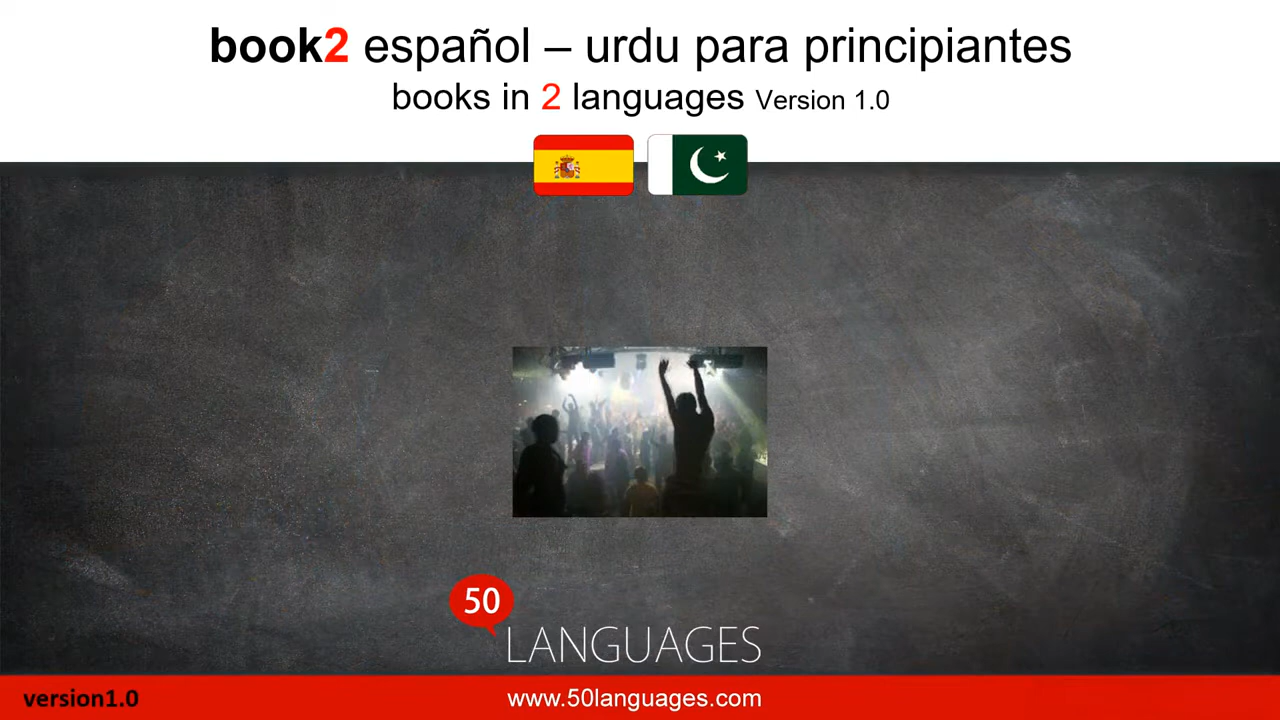 book2 español – urdu para principiantes
books in 2 languages Version 1.0
50
LANGUAGES
version1.0
www.50languages.com